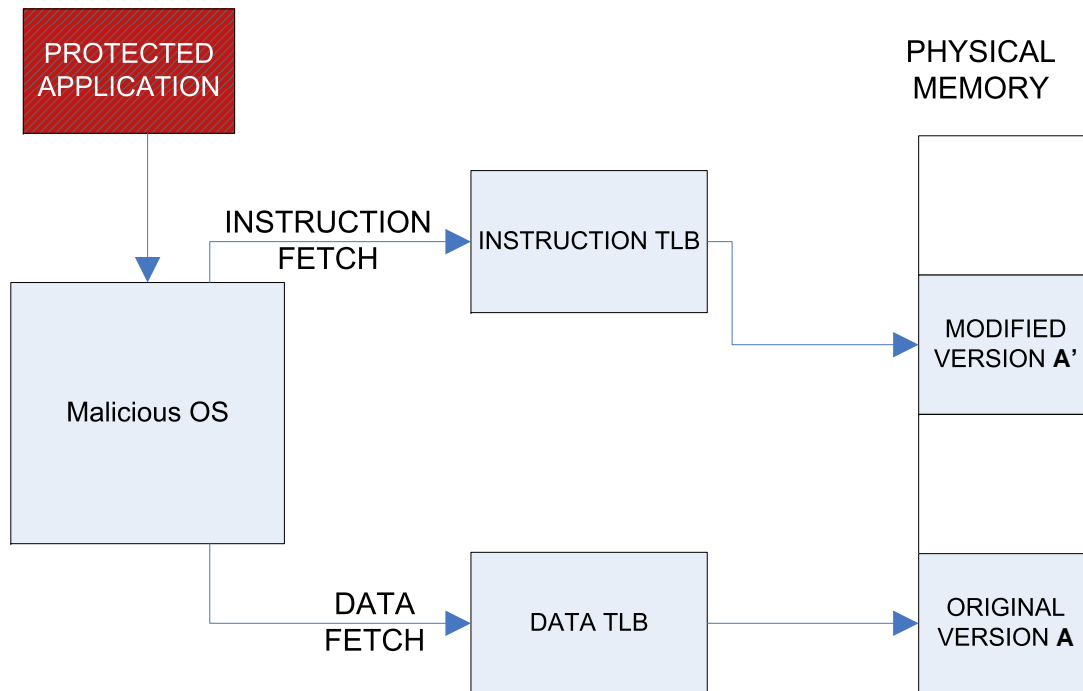 PROTECTED
APPLICATION
PHYSICAL
MEMORY
INSTRUCTION
FETCH
INSTRUCTION TLB
MODIFIED
VERSION A’
Malicious OS
DATA
FETCH
DATA TLB
ORIGINAL
VERSION A